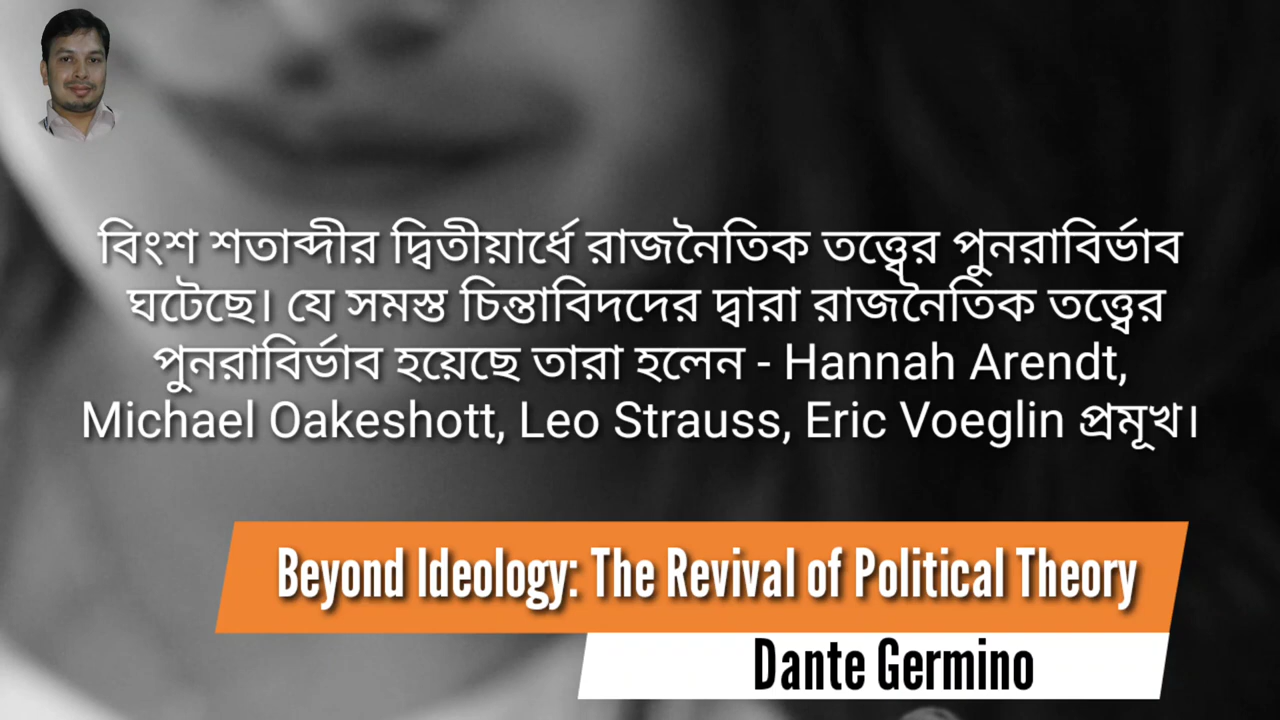 বিংশ শতাব্দীর দ্বিতীয়ার্ধে রাজনৈতিক তত্ত্বের পুনরাবির্ভাব
ঘটেছে। যে সমস্ত চিন্তাবিদদের দ্বারা রাজনৈতিক তত্ত্বের
পুনরাবির্ভাব হয়েছে তারা হলেন - Hannah Arendt,
Michael Oakeshott, Leo Strauss, Eric Voeglin প্রমূখ।
Beyond Ideology: The Revival of Political Theory
Dante Germino